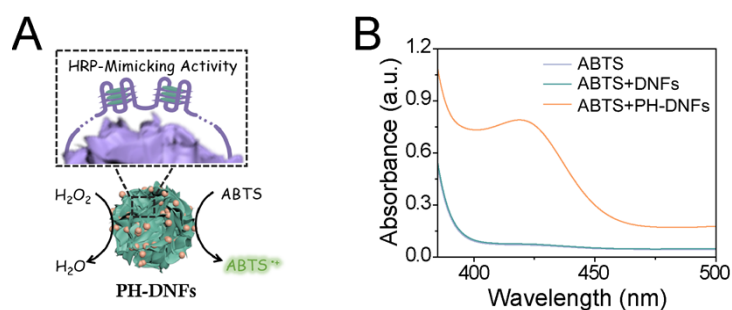 A
HRP-Mimicking Activity
H₂O₂
ABTS
H₂O
ABTS•+
PH-DNFs
B
ABTS
ABTS+DNFs
ABTS+PH-DNFs
Absorbance (a.u.)
1.2
0.9
0.6
0.3
0.0
400
450
500
Wavelength (nm)